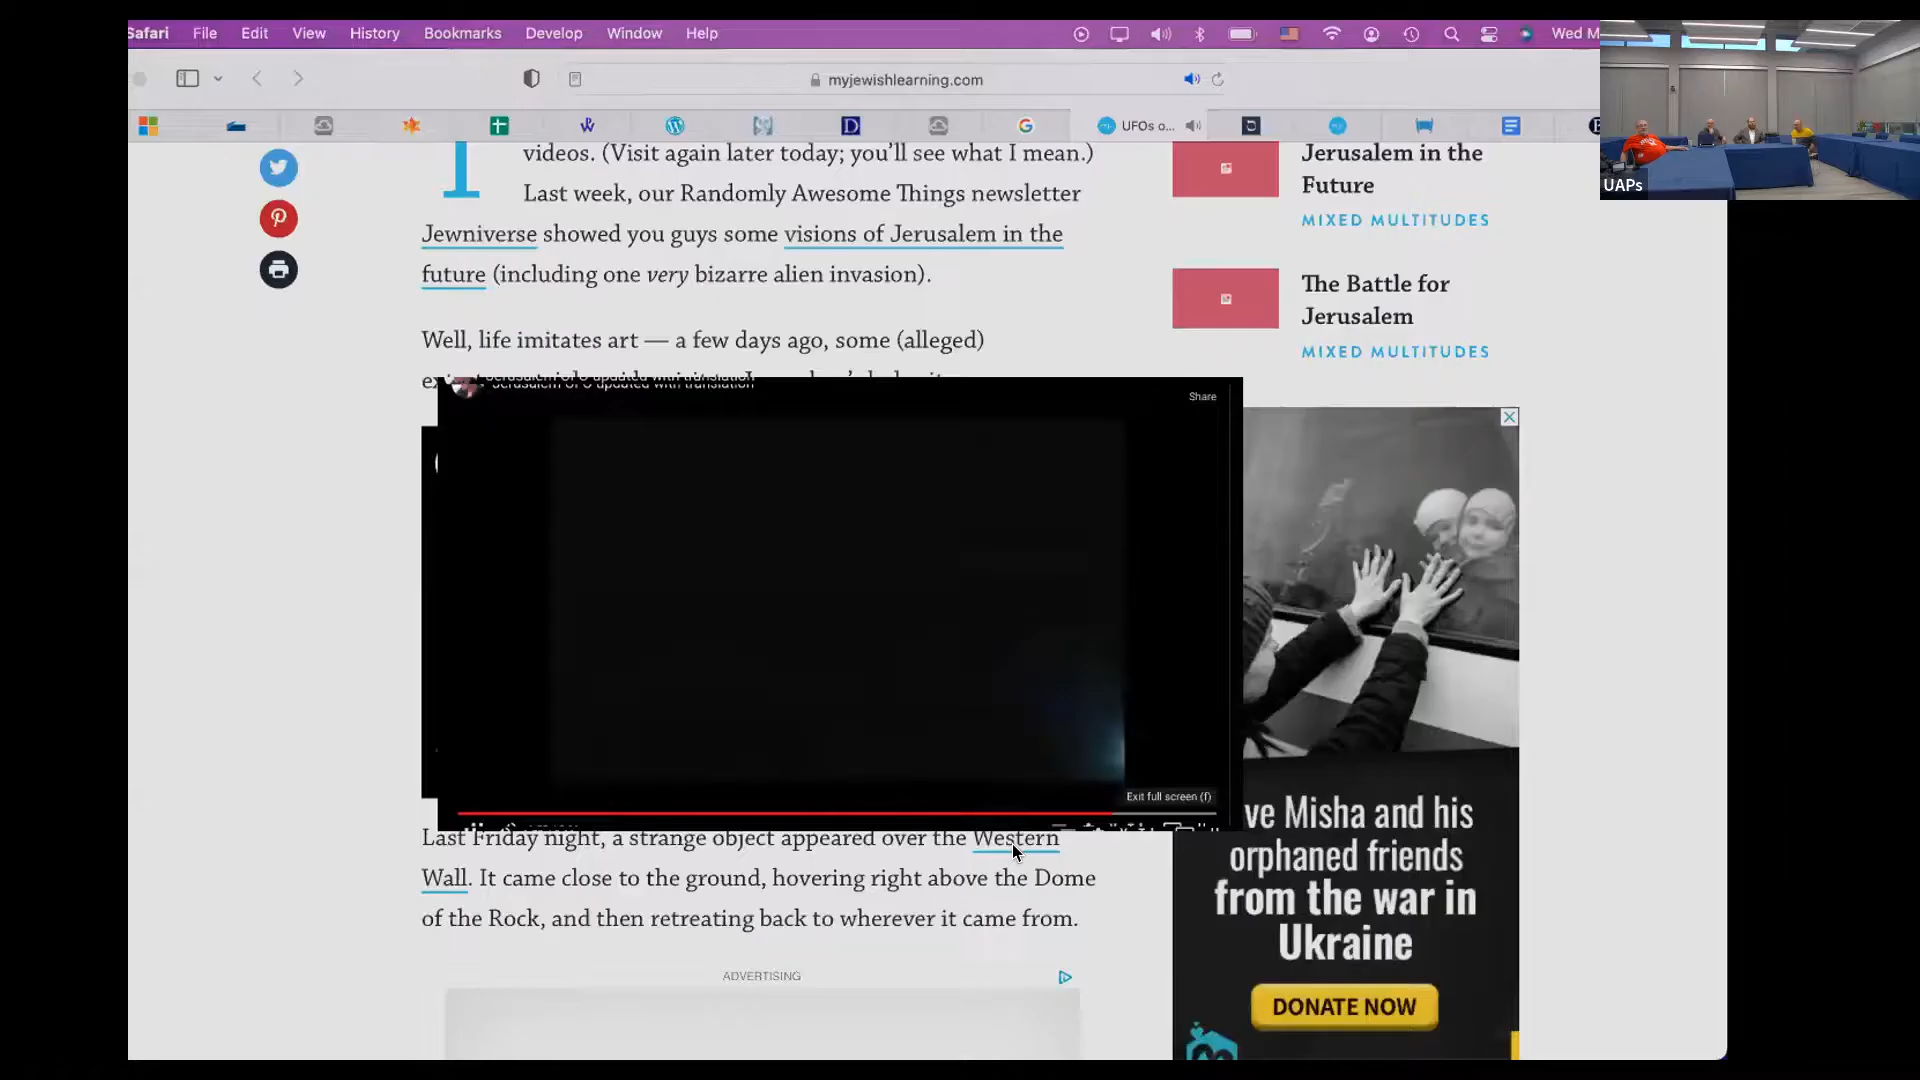 Safari File Edit View History Bookmarks Develop Window Help Wed M
myjewishlearning.com
UFOs o...
UAPs
videos. (Visit again later today; you'll see what I mean.)
Last week, our Randomly Awesome Things newsletter
Jewniverse showed you guys some visions of Jerusalem in the
future (including one very bizarre alien invasion).
Well, life imitates art — a few days ago, some (alleged)
Jerusalem UFO updated with translation
Share
Exit full screen (f)
Last Friday night, a strange object appeared over the Western
Wall. It came close to the ground, hovering right above the Dome
of the Rock, and then retreating back to wherever it came from.
ADVERTISING
Jerusalem in the
Future
MIXED MULTITUDES
The Battle for
Jerusalem
MIXED MULTITUDES
ve Misha and his
orphaned friends
from the war in
Ukraine
DONATE NOW